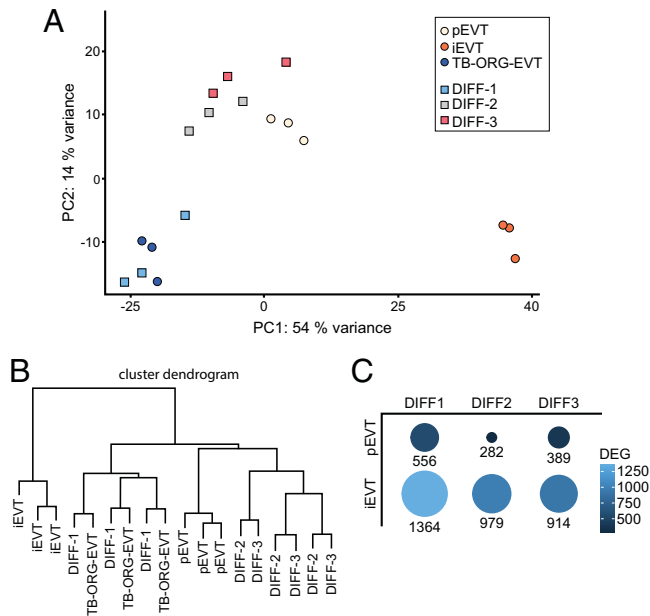 A
PC2: 14 % variance
20
10
0
-10
-25
0
25
40
PC1: 54 % variance
pEVT
iEVT
TB-ORG-EVT
DIFF-1
DIFF-2
DIFF-3
B
cluster dendrogram
iEVT
iEVT
iEVT
DIFF-1
TB-ORG-EVT
DIFF-1
TB-ORG-EVT
DIFF-1
TB-ORG-EVT
pEVT
pEVT
pEVT
DIFF-2
DIFF-3
DIFF-2
DIFF-3
DIFF-2
DIFF-3
C
DIFF1 DIFF2 DIFF3
pEVT
556 282 389
iEVT
1364 979 914
DEG
1250
1000
750
500